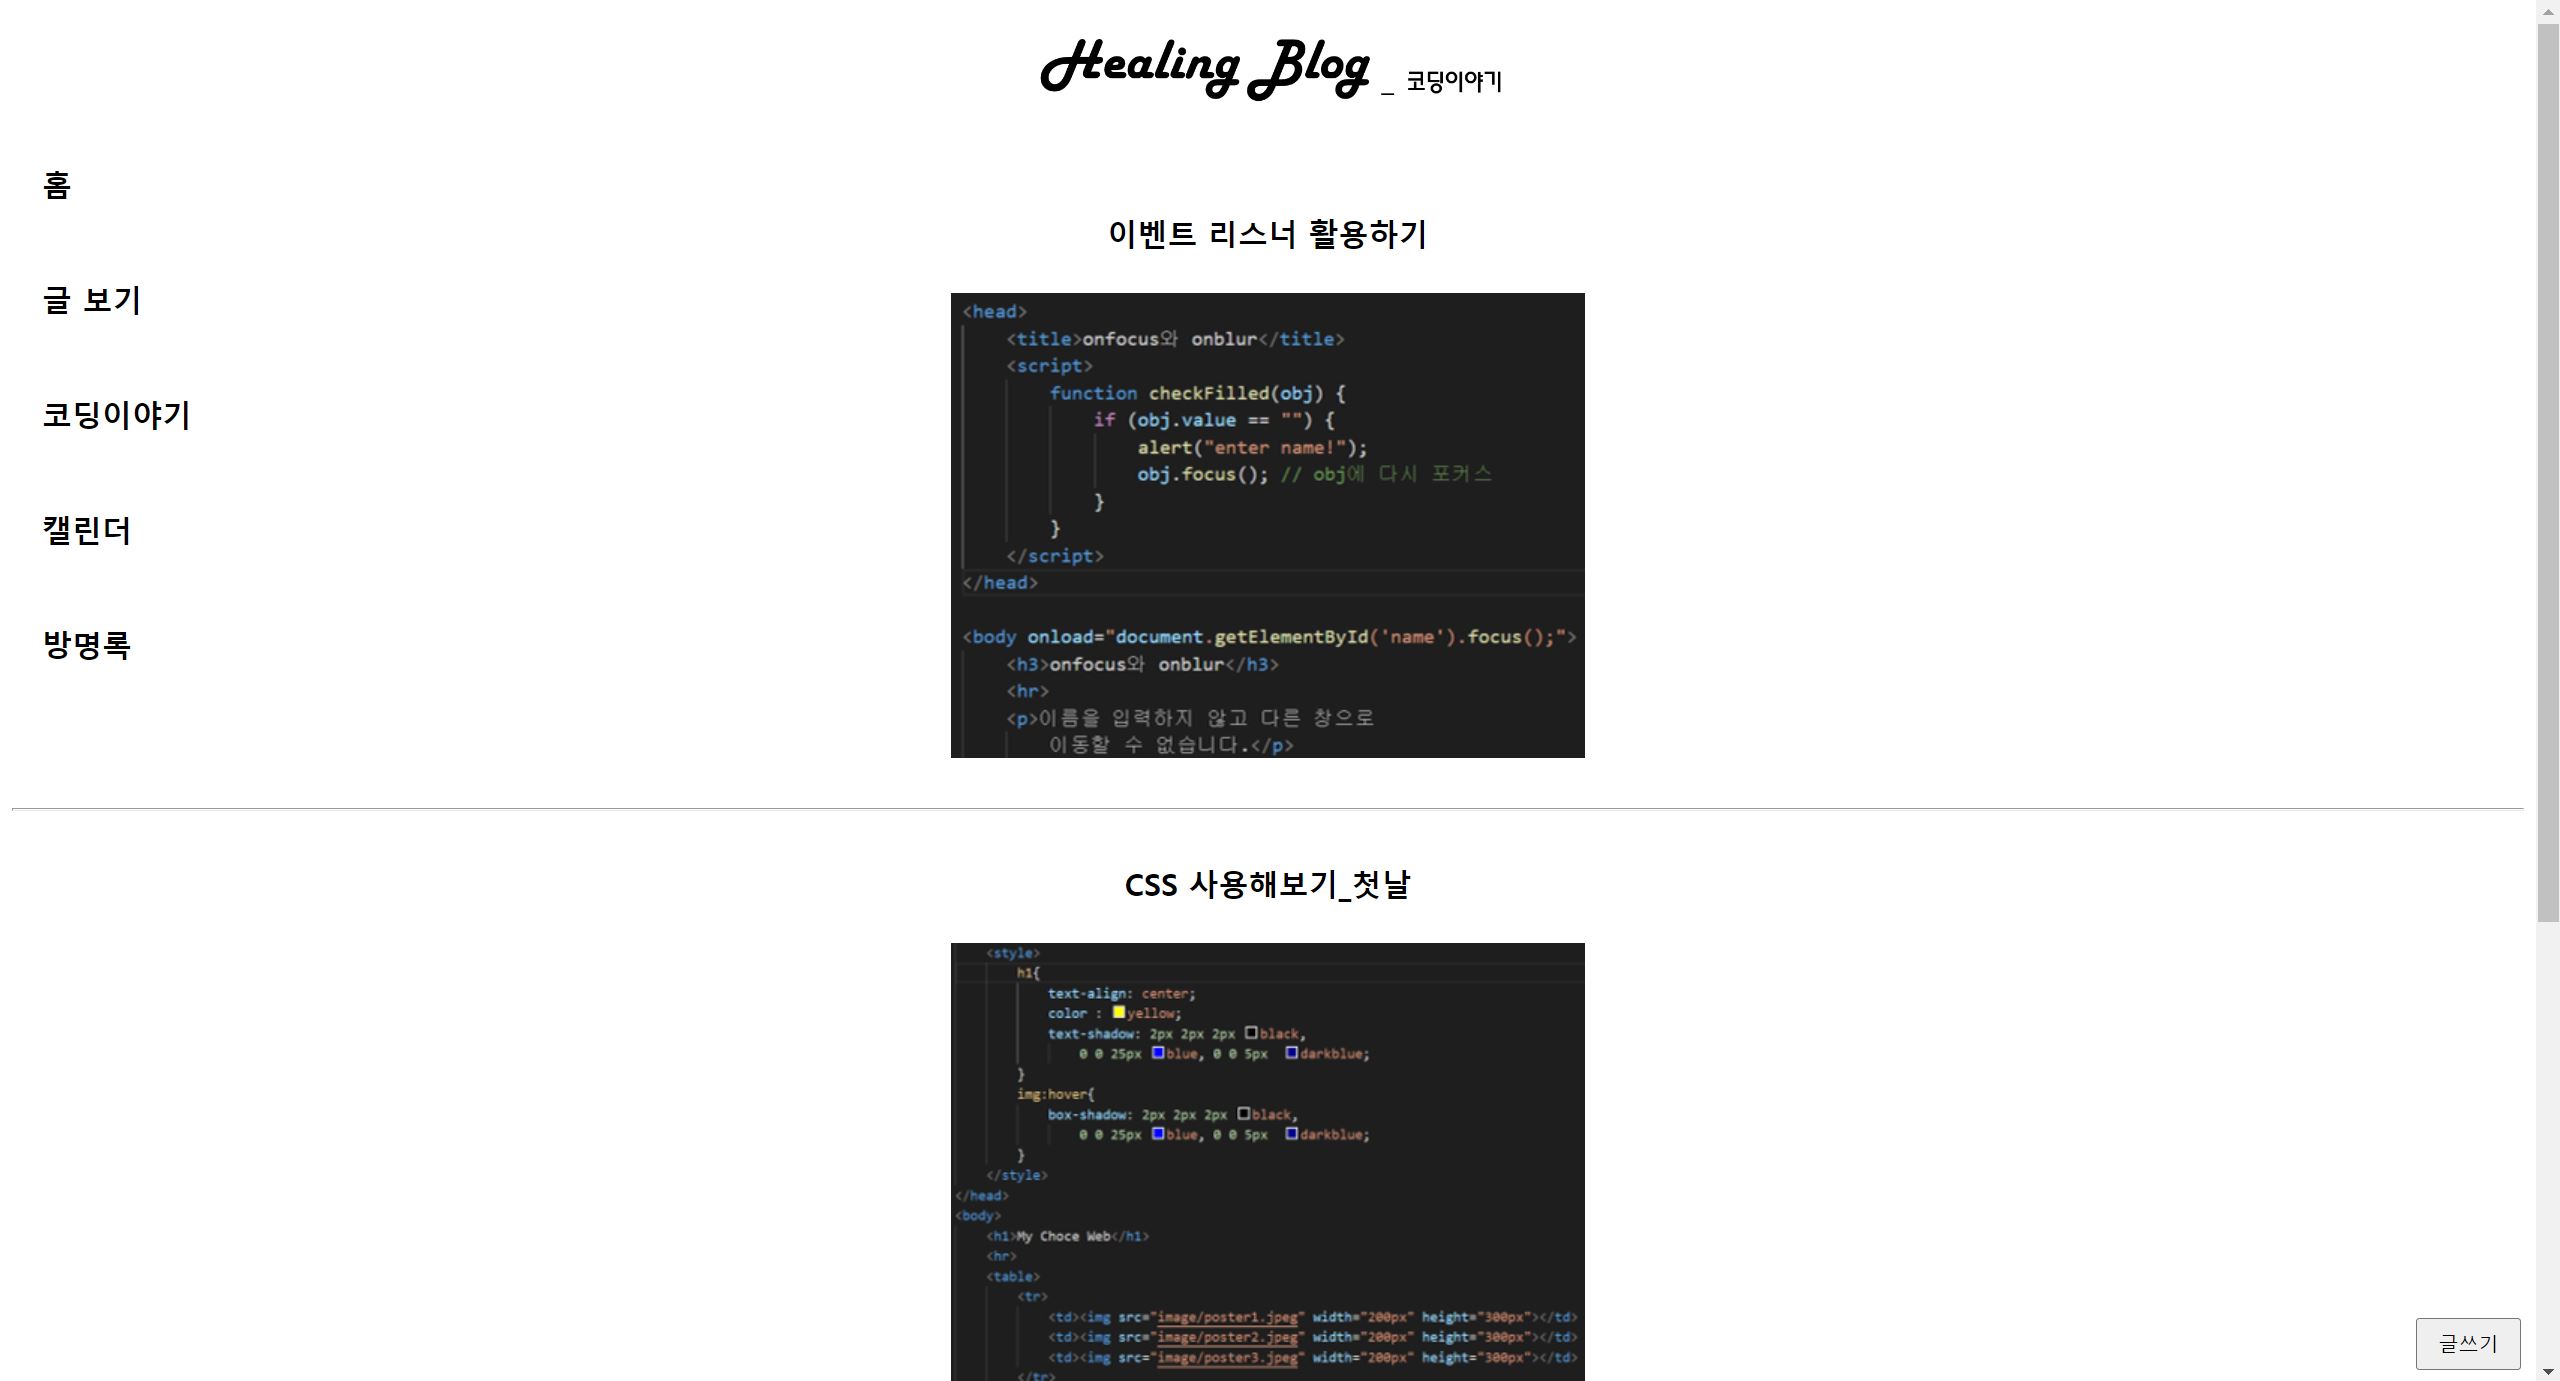 Healing Blog _ 코딩이야기
홈
글 보기
코딩이야기
캘린더
방명록
이벤트 리스너 활용하기
<head>
<title>onfocus와 onblur</title>
<script>
function checkFilled(obj) {
if (obj.value == "") {
alert("enter name!");
obj.focus(); // obj에 다시 포커스
}
}
</script>
</head>
<body onload="document.getElementById('name').focus();">
<h3>onfocus와 onblur</h3>
<hr>
<p>이름을 입력하지 않고 다른 창으로
이동할 수 없습니다.</p>
CSS 사용해보기_첫날
<style>
h1{
text-align: center;
color : yellow;
text-shadow: 2px 2px 2px black,
0 0 25px blue, 0 0 5px darkblue;
}
img:hover{
box-shadow: 2px 2px 2px black,
0 0 25px blue, 0 0 5px darkblue;
}
</style>
</head>
<body>
<h1>My Choce Web</h1>
<hr>
<table>
<tr>
<td><img src="image/poster1.jpeg" width="200px" height="300px"></td>
<td><img src="image/poster2.jpeg" width="200px" height="300px"></td>
<td><img src="image/poster3.jpeg" width="200px" height="300px"></td>
</tr>
글쓰기